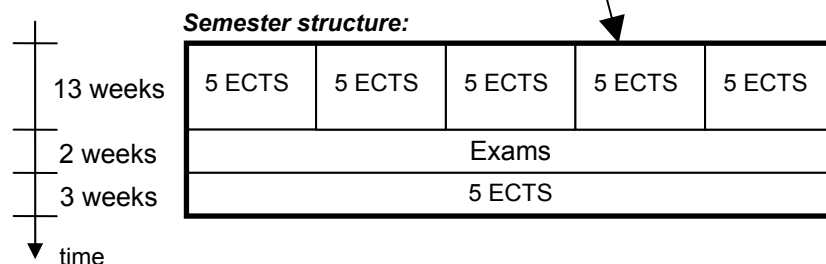 Semester structure:
13 weeks 5 ECTS 5 ECTS 5 ECTS 5 ECTS 5 ECTS
2 weeks Exams
3 weeks 5 ECTS
time